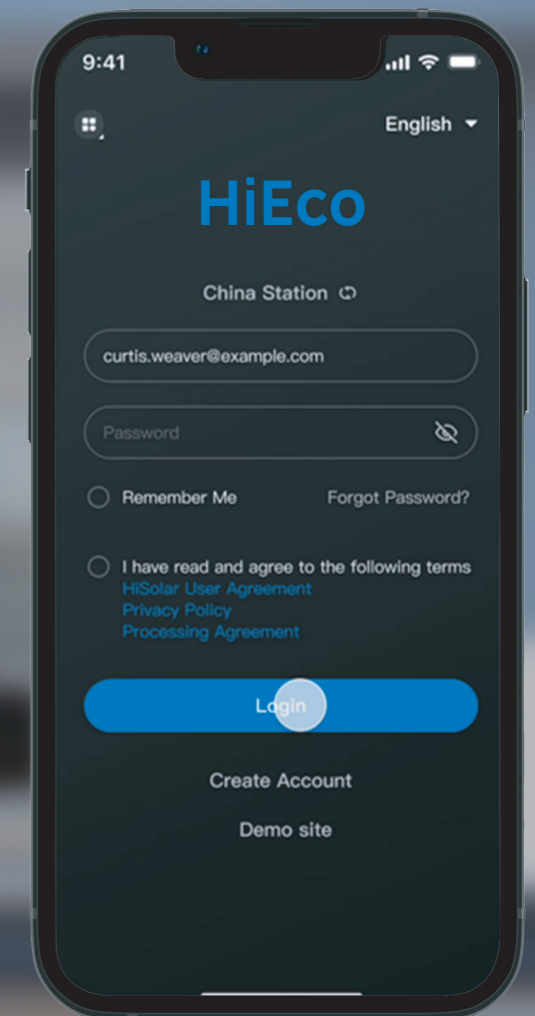 9:41
English
HiEco
China Station
curtis.weaver@example.com
Password
Remember Me
Forgot Password?
I have read and agree to the following terms
HiSolar User Agreement
Privacy Policy
Processing Agreement
Login
Create Account
Demo site